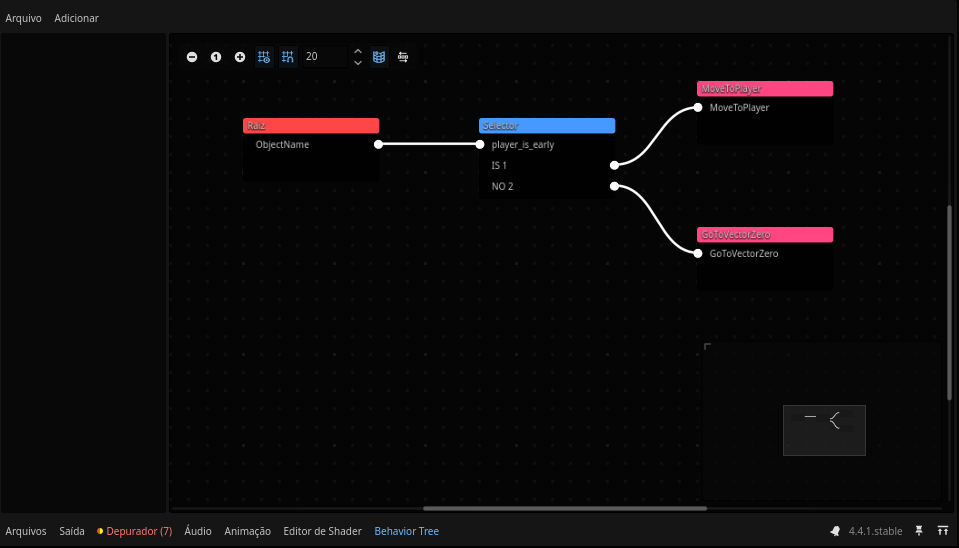 Arquivo Adicionar
20
MoveToPlayer
MoveToPlayer
Raiz
ObjectName
Selector
player_is_early
IS 1
NO 2
GoToVectorZero
GoToVectorZero
Arquivos Saída Depurador (7) Áudio Animação Editor de Shader Behavior Tree 4.4.1.stable